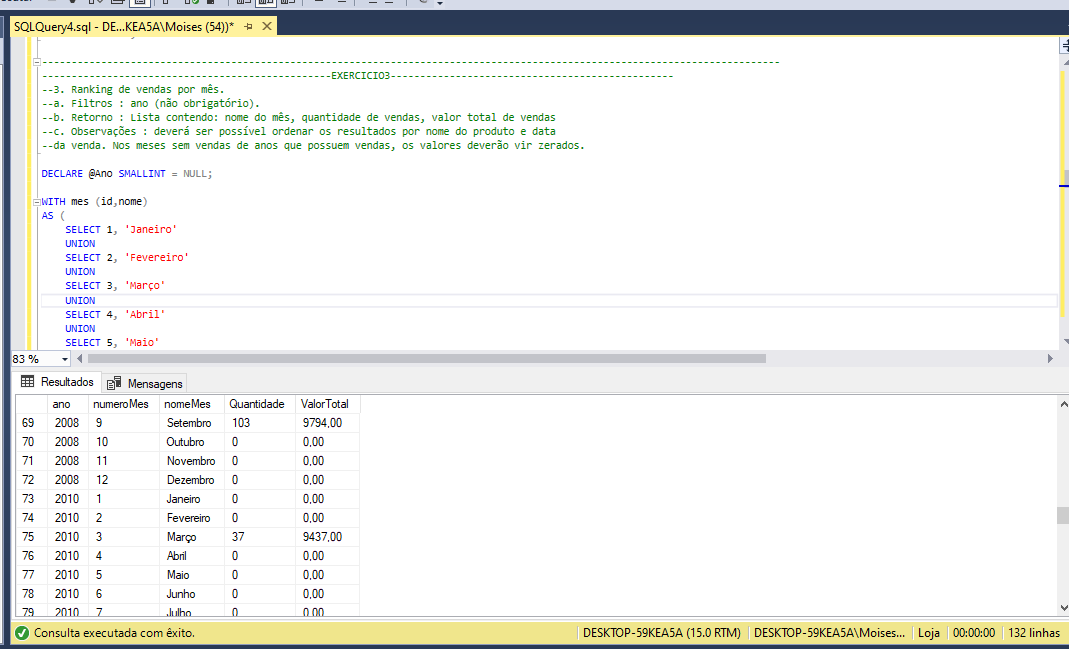 SQLQuery4.sql - DE...KEA5A\Moises (54))*
--------------------------------------------------------------------------------------------------------------------------
------------------------------------------------EXERCICIO3-----------------------------------------------
--3. Ranking de vendas por mês.
--a. Filtros : ano (não obrigatório).
--b. Retorno : Lista contendo: nome do mês, quantidade de vendas, valor total de vendas
--c. Observações : deverá ser possível ordenar os resultados por nome do produto e data
--da venda. Nos meses sem vendas de anos que possuem vendas, os valores deverão vir zerados.
DECLARE @Ano SMALLINT = NULL;
WITH mes (id,nome)
AS (
SELECT 1, 'Janeiro'
UNION
SELECT 2, 'Fevereiro'
UNION
SELECT 3, 'Março'
UNION
SELECT 4, 'Abril'
UNION
SELECT 5, 'Maio'
83 %
Resultados Mensagens
ano numeroMes nomeMes Quantidade ValorTotal
69 2008 9 Setembro 103 9794,00
70 2008 10 Outubro 0 0,00
71 2008 11 Novembro 0 0,00
72 2008 12 Dezembro 0 0,00
73 2010 1 Janeiro 0 0,00
74 2010 2 Fevereiro 0 0,00
75 2010 3 Março 37 9437,00
76 2010 4 Abril 0 0,00
77 2010 5 Maio 0 0,00
78 2010 6 Junho 0 0,00
79 2010 7 Julho 0 0,00
Consulta executada com êxito. DESKTOP-59KEA5A (15.0 RTM) DESKTOP-59KEA5A\Moises... Loja 00:00:00 132 linhas